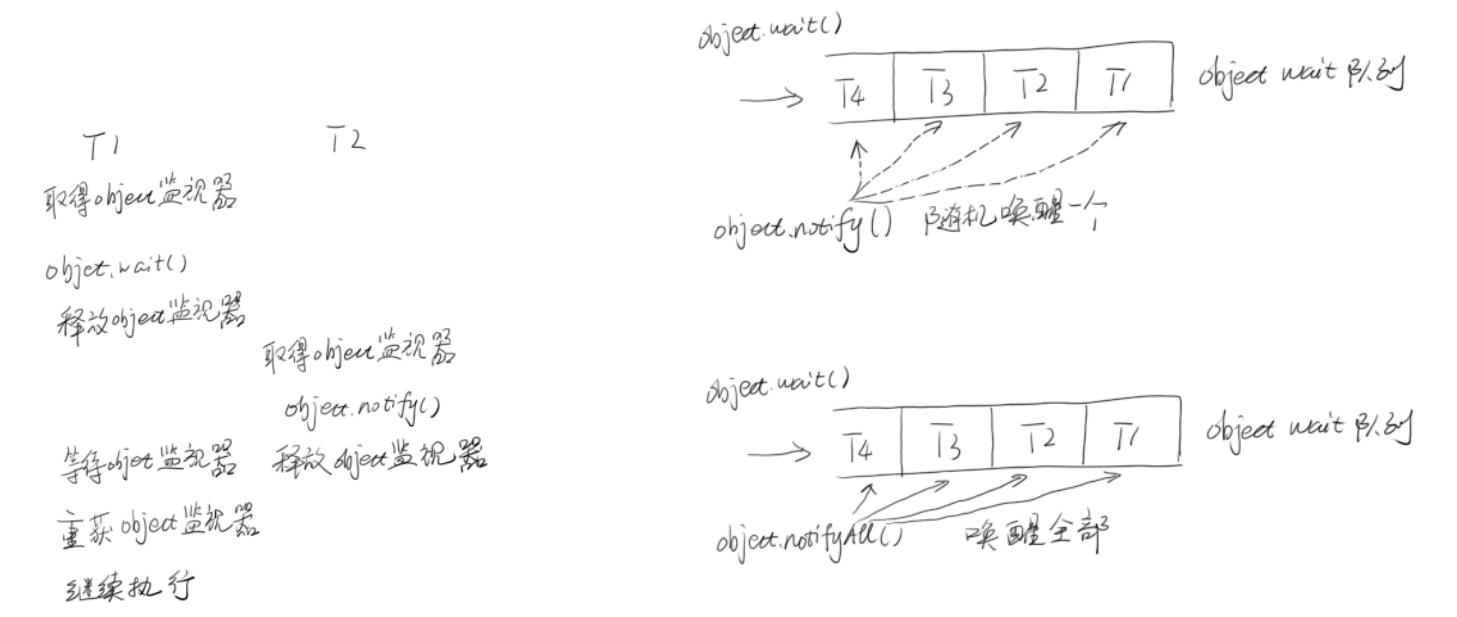 T1
T2
取得object监视器
objet.wait()
释放object监视器
取得object监视器
object.notify()
等待objet监视器
释放object监视器
重获object监视器
继续执行
object.wait()
T4 T3 T2 T1
object wait 队列
object.notify() 随机唤醒一个
object.wait()
T4 T3 T2 T1
object wait 队列
object.notifyAll() 唤醒全部